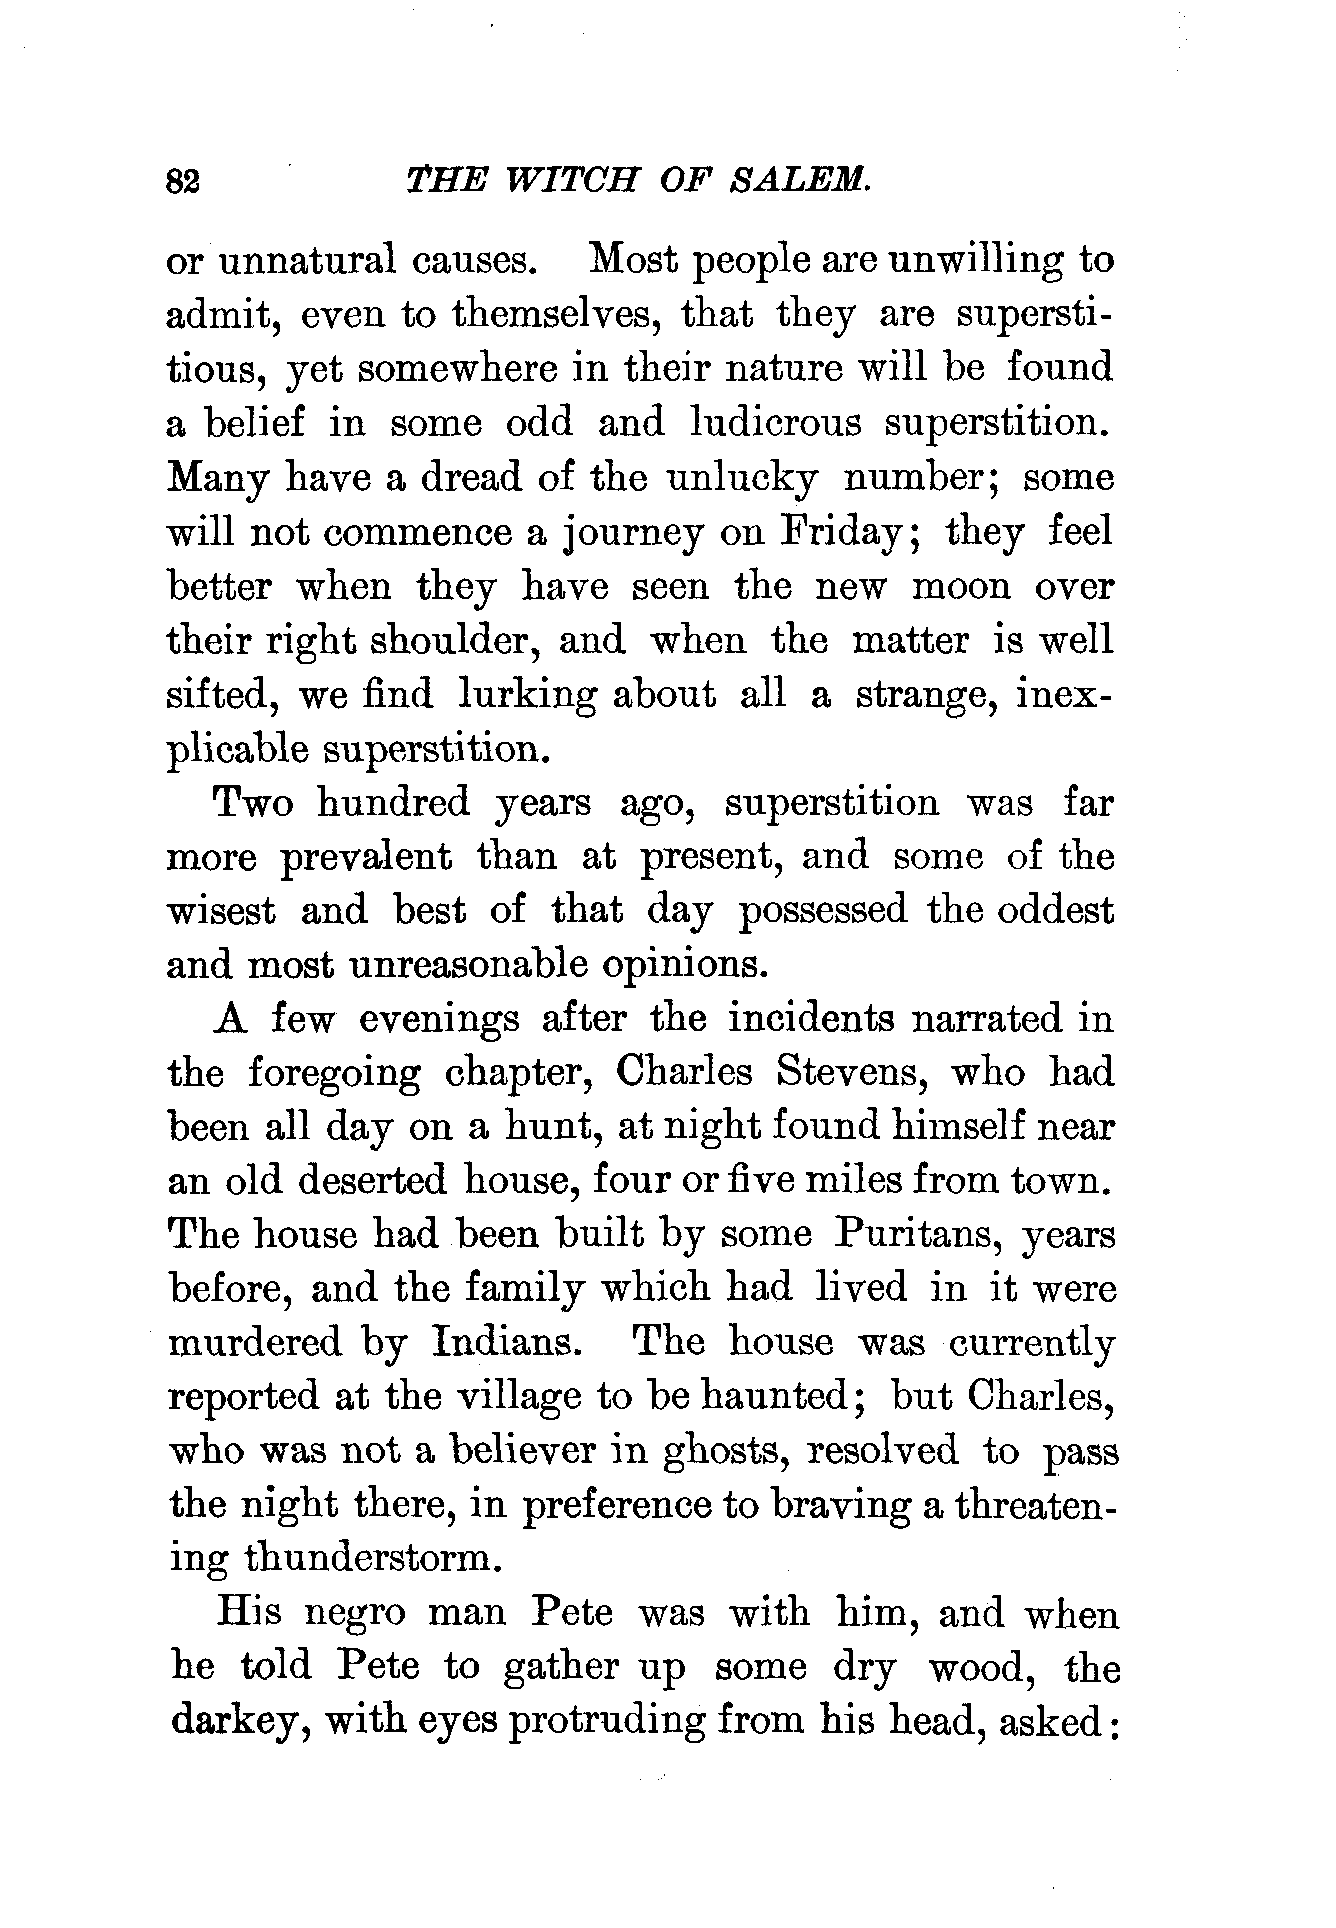 82 THE WITCH OF SALEM.
or unnatural causes. Most people are unwilling to
admit, even to themselves, that they are supersti-
tious, yet somewhere in their nature will be found
a belief in some odd and ludicrous superstition.
Many have a dread of the unlucky number; some
will not commence a journey on Friday; they feel
better when they have seen the new moon over
their right shoulder, and when the matter is well
sifted, we find lurking about all a strange, inex-
plicable superstition.
Two hundred years ago, superstition was far
more prevalent than at present, and some of the
wisest and best of that day possessed the oddest
and most unreasonable opinions.
A few evenings after the incidents narrated in
the foregoing chapter, Charles Stevens, who had
been all day on a hunt, at night found himself near
an old deserted house, four or five miles from town.
The house had been built by some Puritans, years
before, and the family which had lived in it were
murdered by Indians. The house was currently
reported at the village to be haunted; but Charles,
who was not a believer in ghosts, resolved to pass
the night there, in preference to braving a threaten-
ing thunderstorm.
His negro man Pete was with him, and when
he told Pete to gather up some dry wood, the
darkey, with eyes protruding from his head, asked: